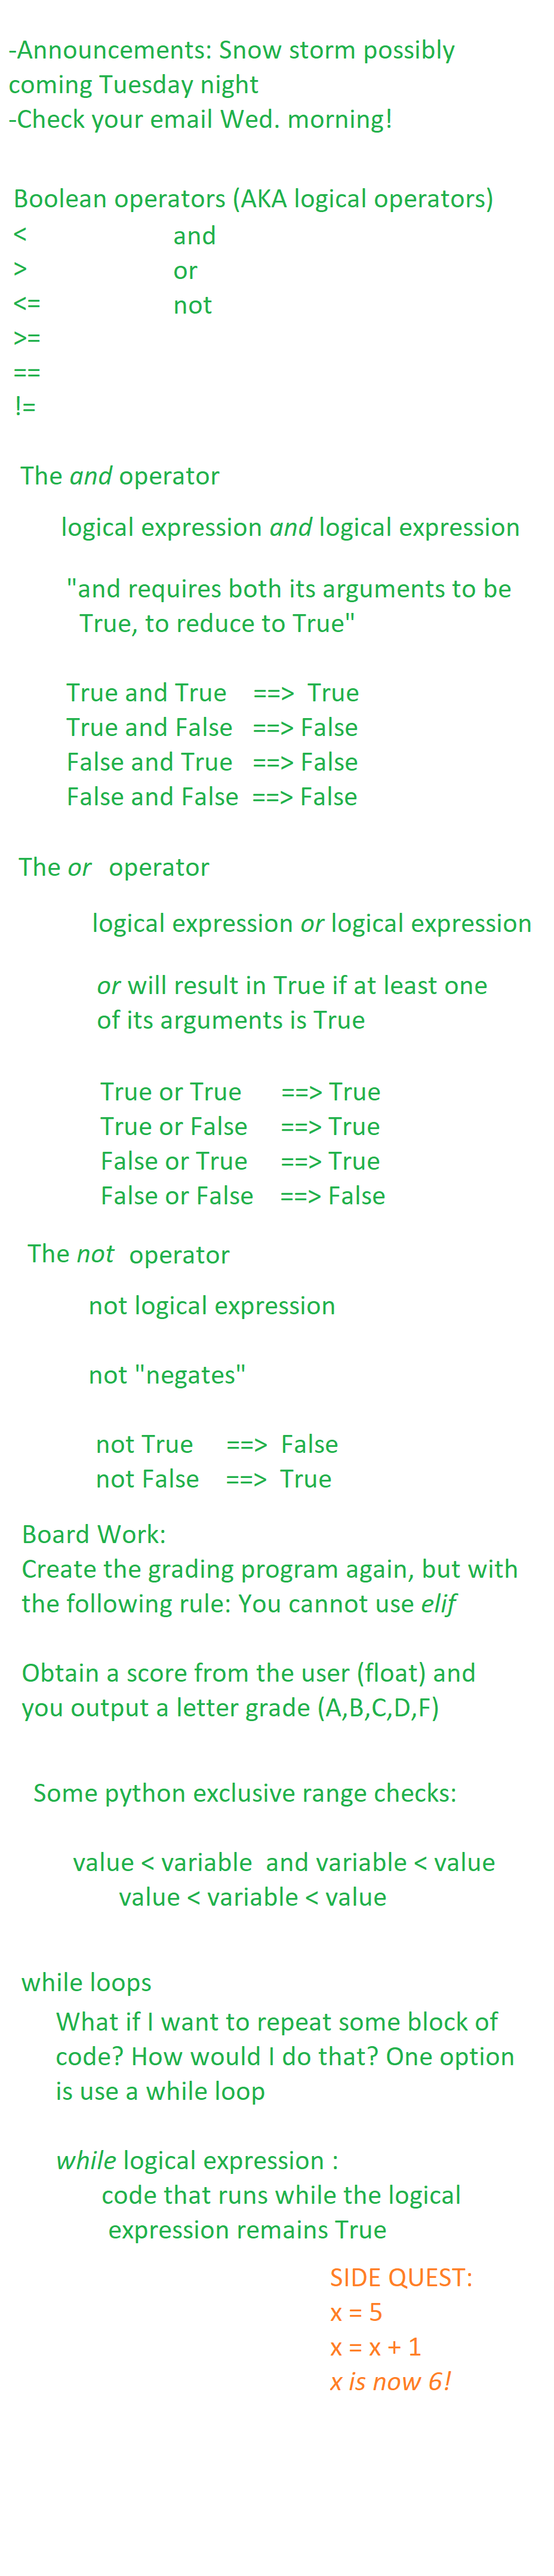 -Announcements: Snow storm possibly
coming Tuesday night
-Check your email Wed. morning!
Boolean operators (AKA logical operators)
< and
> or
<= not
>=
==
!=
The and operator
logical expression and logical expression
"and requires both its arguments to be
True, to reduce to True"
True and True ==> True
True and False ==> False
False and True ==> False
False and False ==> False
The or operator
logical expression or logical expression
or will result in True if at least one
of its arguments is True
True or True ==> True
True or False ==> True
False or True ==> True
False or False ==> False
The not operator
not logical expression
not "negates"
not True ==> False
not False ==> True
Board Work:
Create the grading program again, but with
the following rule: You cannot use elif
Obtain a score from the user (float) and
you output a letter grade (A,B,C,D,F)
Some python exclusive range checks:
value < variable and variable < value
value < variable < value
while loops
What if I want to repeat some block of
code? How would I do that? One option
is use a while loop
while logical expression :
code that runs while the logical
expression remains True
SIDE QUEST:
x = 5
x = x + 1
x is now 6!